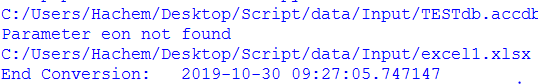 C:/Users/Hachem/Desktop/Script/data/Input/TESTdb.accdb
Parameter eon not found
C:/Users/Hachem/Desktop/Script/data/Input/excel1.xlsx
End Conversion:   2019-10-30 09:27:05.747147